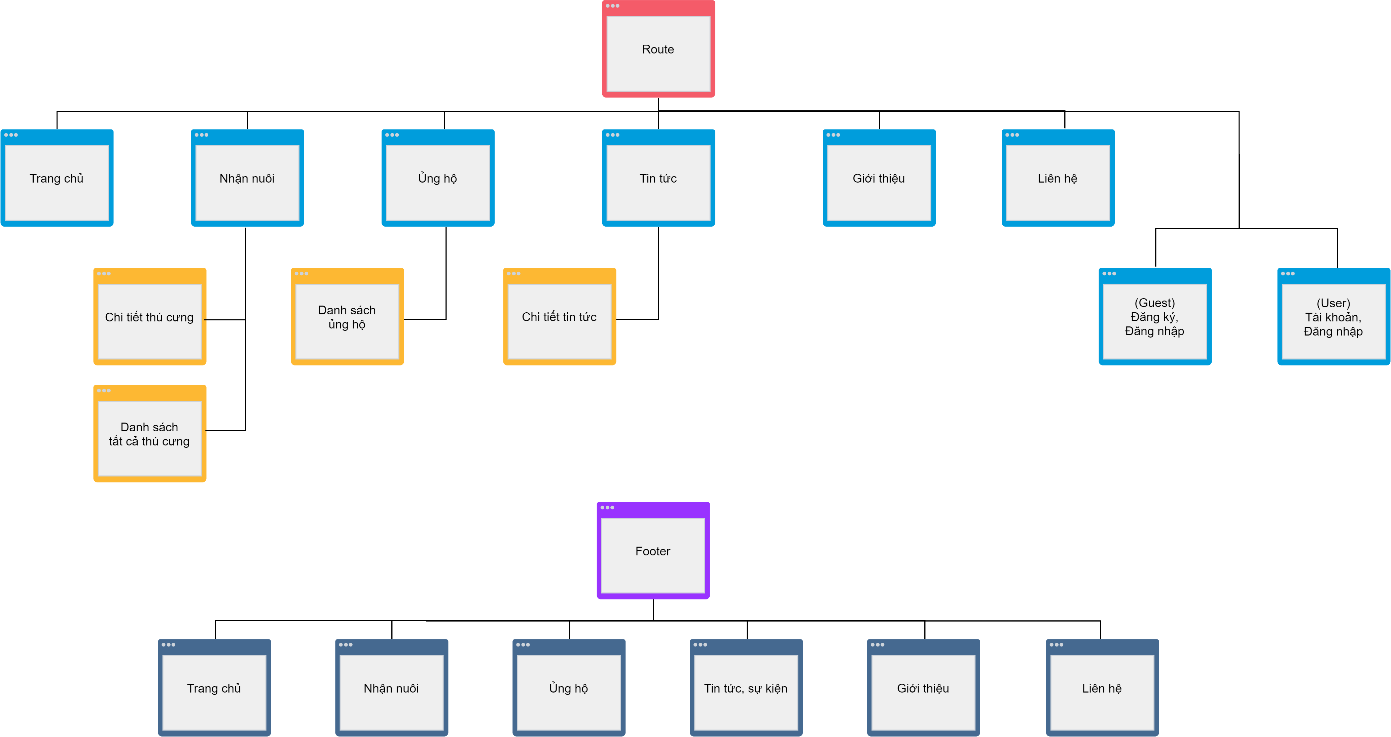 Route
Trang chủ
Nhận nuôi
Ủng hộ
Tin tức
Giới thiệu
Liên hệ
Chi tiết thú cưng
Danh sách
ủng hộ
Chi tiết tin tức
(Guest)
Đăng ký,
Đăng nhập
(User)
Tài khoản,
Đăng nhập
Danh sách
tất cả thú cưng
Footer
Trang chủ
Nhận nuôi
Ủng hộ
Tin tức, sự kiện
Giới thiệu
Liên hệ